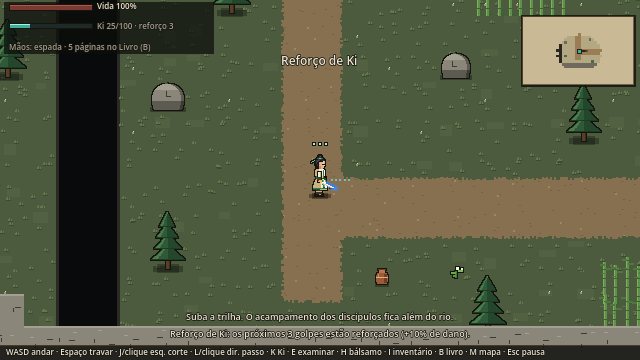 Vida 100%
Ki 25/100 · reforço 3
Mãos: espada · 5 páginas no Livro (B)
Reforço de Ki
Suba a trilha. O acampamento dos discípulos fica além do rio.
Reforço de Ki: os próximos 3 golpes estão reforçados (+10% de dano).
WASD andar · Espaço travar · J/clique esq. corte · L/clique dir. passo · K Ki · E examinar · H bálsamo · I inventário · B livro · M mapa · Esc pausa